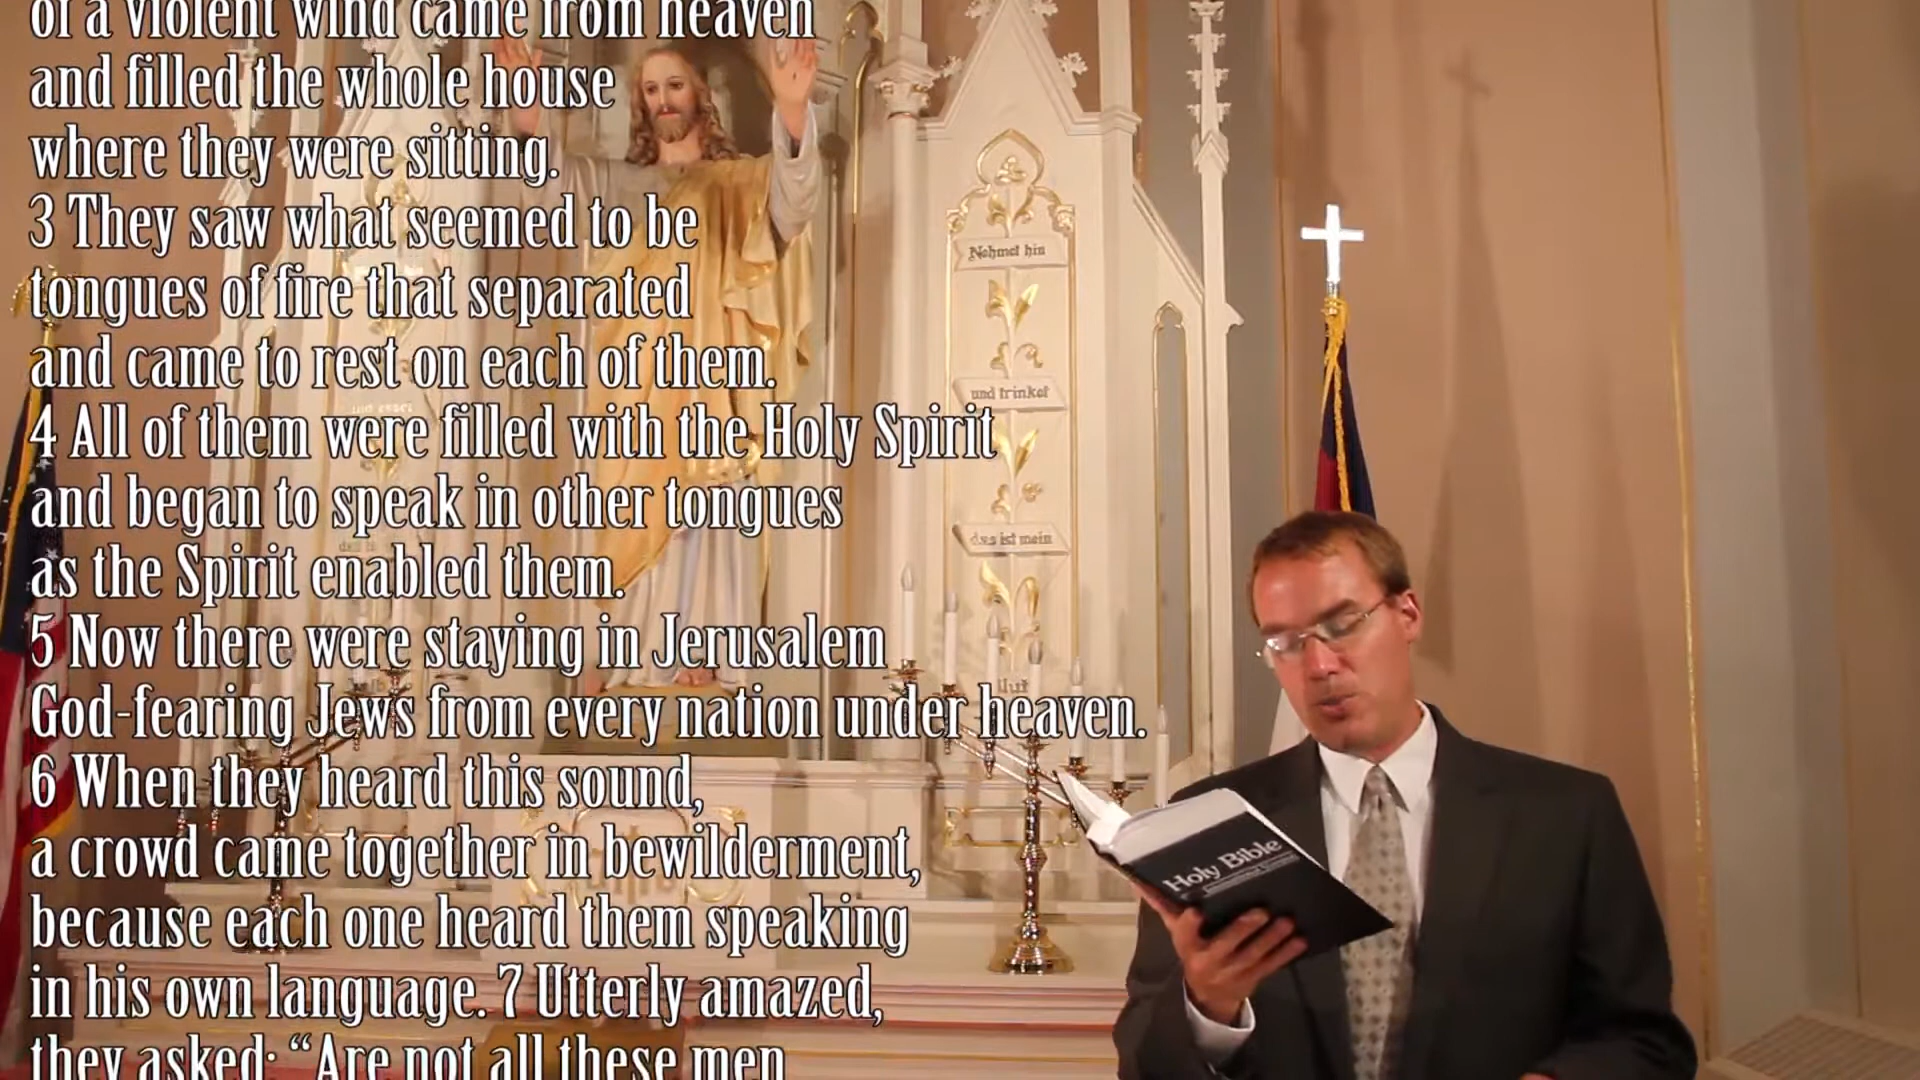 of a violent wind came from heaven
and filled the whole house
where they were sitting.
3 They saw what seemed to be
tongues of fire that separated
and came to rest on each of them.
4 All of them were filled with the Holy Spirit
and began to speak in other tongues
as the Spirit enabled them.
5 Now there were staying in Jerusalem
God-fearing Jews from every nation under heaven.
6 When they heard this sound,
a crowd came together in bewilderment,
because each one heard them speaking
in his own language. 7 Utterly amazed,
they asked: “Are not all these men
Nehmet hin
und trinket
das ist mein
Blut
Holy Bible